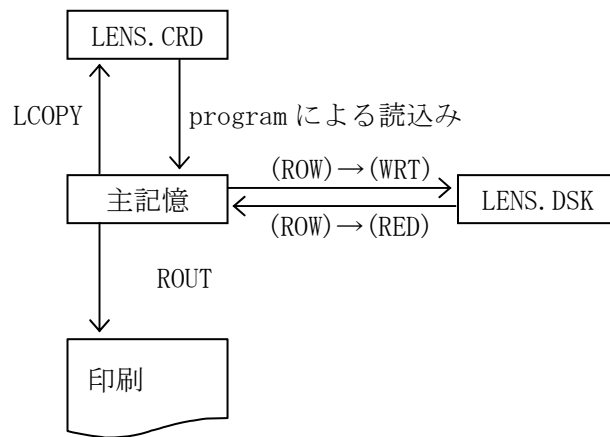 LENS.CRD
LCOPY
programによる読込み
(ROW)→(WRT)
主記憶
LENS.DSK
(ROW)→(RED)
ROUT
印刷